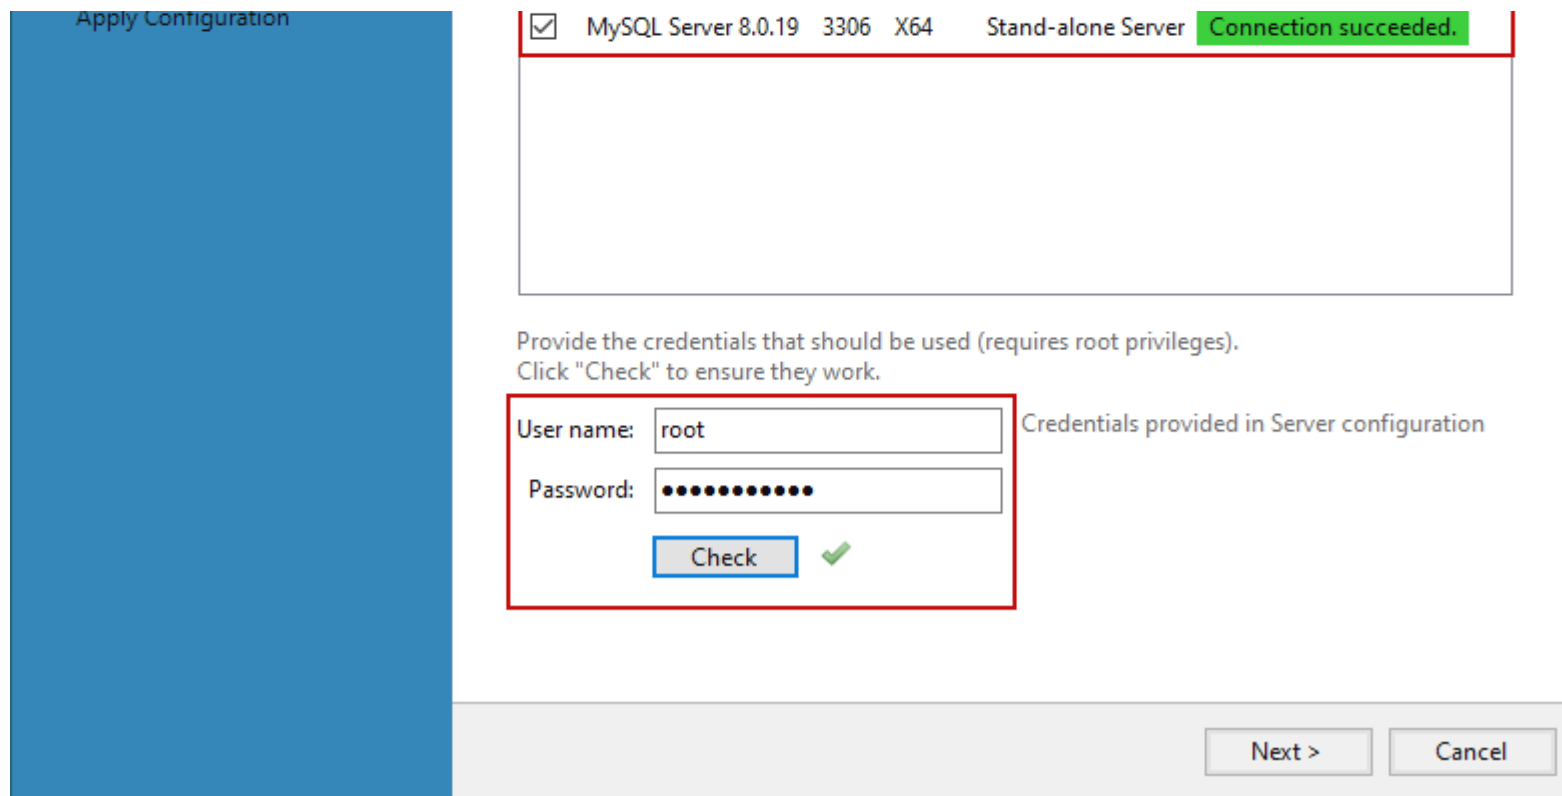 Apply Configuration
MySQL Server 8.0.19 3306 X64 Stand-alone Server Connection succeeded.
Provide the credentials that should be used (requires root privileges).
Click "Check" to ensure they work.
User name: root
Credentials provided in Server configuration
Password: •••••••••••
Check
Next > Cancel